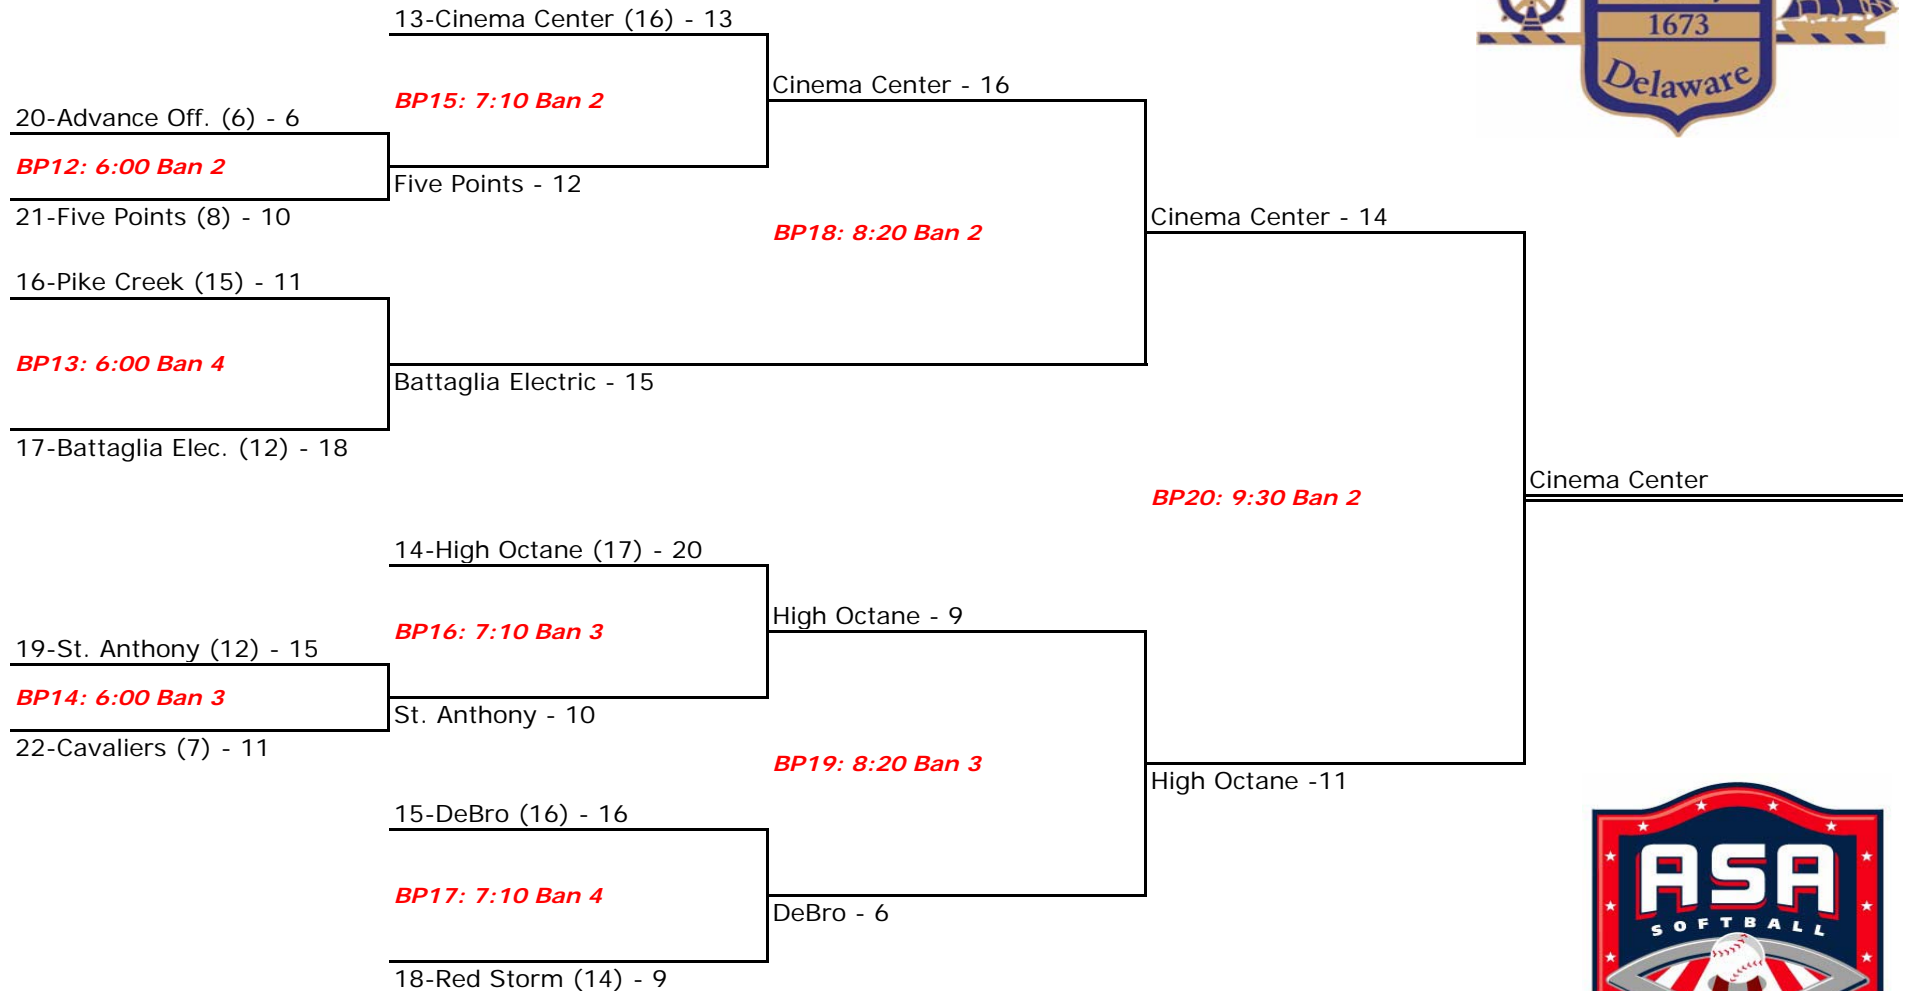 13-Cinema Center (16) - 13
1673
Delaware
Cinema Center - 16
BP15: 7:10 Ban 2
20-Advance Off. (6) - 6
BP12: 6:00 Ban 2
Five Points - 12
21-Five Points (8) - 10
Cinema Center - 14
BP18: 8:20 Ban 2
16-Pike Creek (15) - 11
BP13: 6:00 Ban 4
Battaglia Electric - 15
17-Battaglia Elec. (12) - 18
Cinema Center
BP20: 9:30 Ban 2
14-High Octane (17) - 20
High Octane - 9
BP16: 7:10 Ban 3
19-St. Anthony (12) - 15
BP14: 6:00 Ban 3
St. Anthony - 10
22-Cavaliers (7) - 11
BP19: 8:20 Ban 3
High Octane -11
15-DeBro (16) - 16
BP17: 7:10 Ban 4
DeBro - 6
18-Red Storm (14) - 9
ASA
SOFTBALL